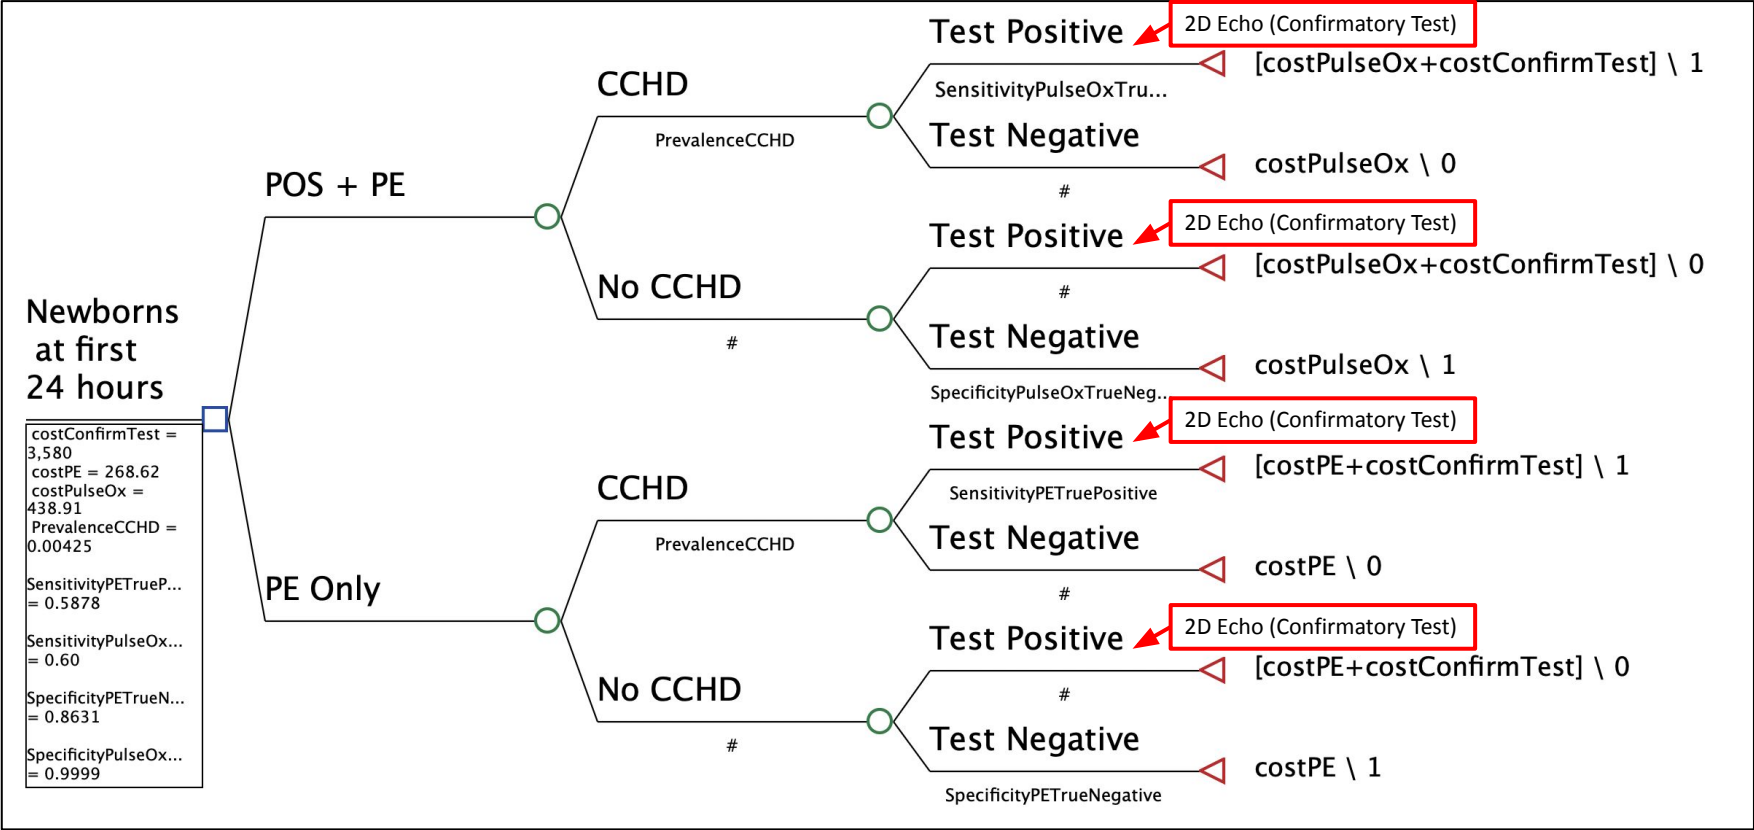 Test Positive
2D Echo (Confirmatory Test)
[costPulseOx+costConfirmTest] \ 1
CCHD
SensitivityPulseOxTru...
PrevalenceCCHD
Test Negative
costPulseOx \ 0
#
POS + PE
Test Positive
2D Echo (Confirmatory Test)
[costPulseOx+costConfirmTest] \ 0
No CCHD
#
#
Test Negative
costPulseOx \ 1
SpecificityPulseOxTrueNeg...
Newborns
at first
24 hours
costConfirmTest =
3,580
costPE = 268.62
costPulseOx =
438.91
PrevalenceCCHD =
0.00425
SensitivityPETrueP...
= 0.5878
SensitivityPulseOx...
= 0.60
SpecificityPETrueN...
= 0.8631
SpecificityPulseOx...
= 0.9999
Test Positive
2D Echo (Confirmatory Test)
[costPE+costConfirmTest] \ 1
CCHD
SensitivityPETruePositive
PrevalenceCCHD
Test Negative
costPE \ 0
#
PE Only
Test Positive
2D Echo (Confirmatory Test)
[costPE+costConfirmTest] \ 0
No CCHD
#
#
Test Negative
costPE \ 1
SpecificityPETrueNegative